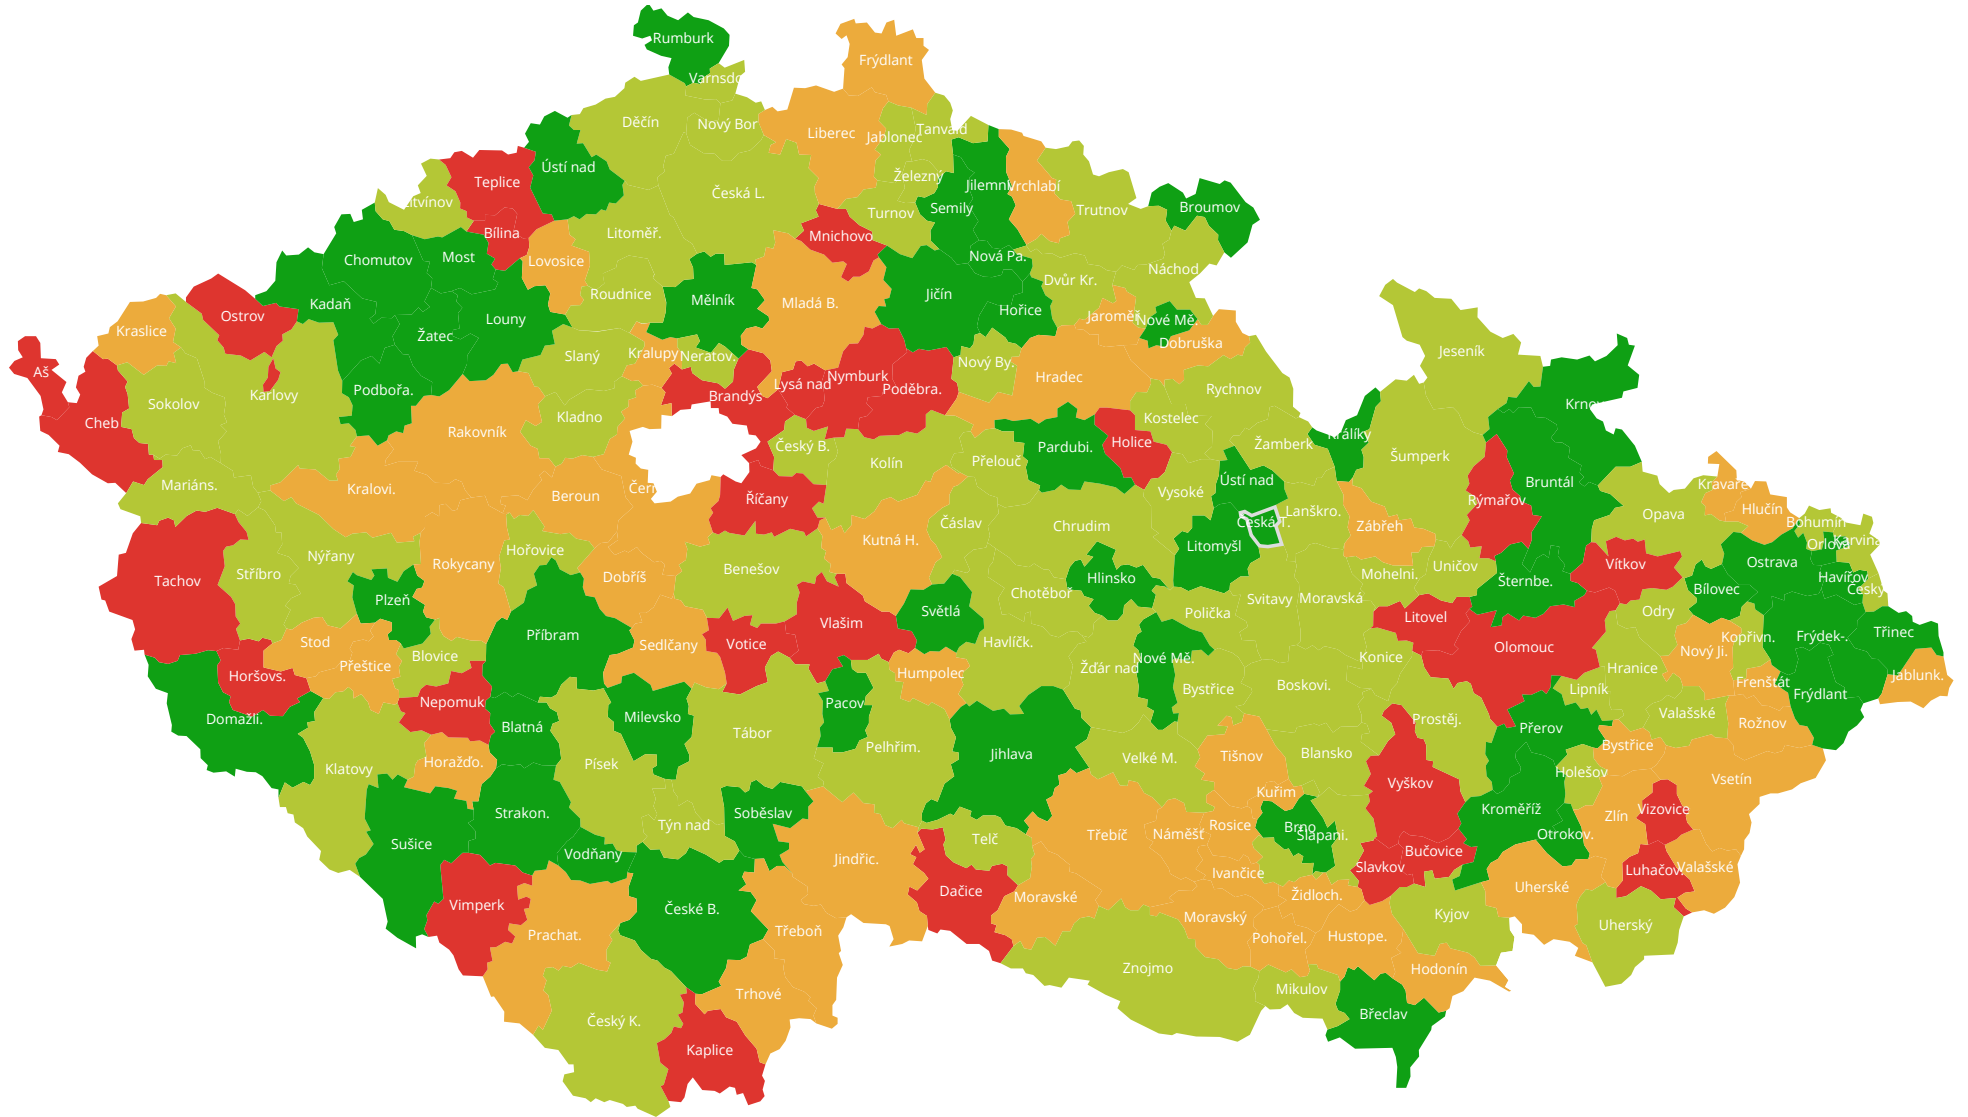 Rumburk
Frýdlant
Varnsdo
Děčín
Nový Bor
Liberec
Jablonec
Tanvald
Ústí nad
Teplice
Železný
Jilemni
Vrchlabí
Česká L.
Litvínov
Turnov
Semily
Trutnov
Broumov
Bílina
Litoměř.
Mnichovo
Chomutov
Most
Lovosice
Nová Pa.
Náchod
Dvůr Kr.
Roudnice
Mělník
Mladá B.
Jičín
Kadaň
Hořice
Ostrov
Louny
Jaroměř
Nové Mě.
Kraslice
Žatec
Dobruška
Slaný
Kralupy
Neratov.
Nový By.
Jeseník
Aš
Lysá nad
Nymburk
Hradec
Podbořa.
Poděbra.
Rychnov
Karlovy
Brandýs
Sokolov
Krnov
Kladno
Kostelec
Cheb
Rakovník
Český B.
Pardubi.
Holice
Žamberk
Králíky
Kolín
Přelouč
Šumperk
Mariáns.
Kralovi.
Beroun
Čern
Říčany
Vysoké
Ústí nad
Bruntál
Kravaře
Rýmařov
Hlučín
Lanškro.
Opava
Čáslav
Chrudim
Česká T.
Zábřeh
Bohumín
Kutná H.
Litomyšl
Orlová
Karviná
Nýřany
Hořovice
Rokycany
Stříbro
Tachov
Dobříš
Benešov
Hlinsko
Mohelni.
Uničov
Šternbe.
Vítkov
Ostrava
Havířov
Bílovec
Český
Plzeň
Chotěboř
Svitavy
Moravská
Světlá
Polička
Odry
Litovel
Vlašim
Příbram
Stod
Votice
Sedlčany
Havlíčk.
Kopřivn.
Frýdek-.
Třinec
Olomouc
Nový Ji.
Blovice
Přeštice
Nové Mě.
Konice
Žďár nad
Hranice
Horšovs.
Humpolec
Jablunk.
Bystřice
Boskovi.
Lipník
Frenštát
Frýdlant
Nepomuk
Pacov
Milevsko
Valašské
Domažli.
Blatná
Prostěj.
Rožnov
Přerov
Tábor
Pelhřim.
Jihlava
Velké M.
Tišnov
Blansko
Bystřice
Klatovy
Horažďo.
Písek
Holešov
Vsetín
Vyškov
Kuřim
Strakon.
Soběslav
Kroměříž
Vizovice
Zlín
Týn nad
Rosice
Brno
Třebíč
Náměšť
Šlapani.
Otrokov.
Telč
Sušice
Vodňany
Jindřic.
Bučovice
Slavkov
Ivančice
Luhačov.
Valašské
Dačice
Moravské
Židloch.
Uherské
Vimperk
České B.
Moravský
Kyjov
Uherský
Prachat.
Třeboň
Pohořel.
Hustope.
Znojmo
Hodonín
Trhové
Mikulov
Břeclav
Český K.
Kaplice